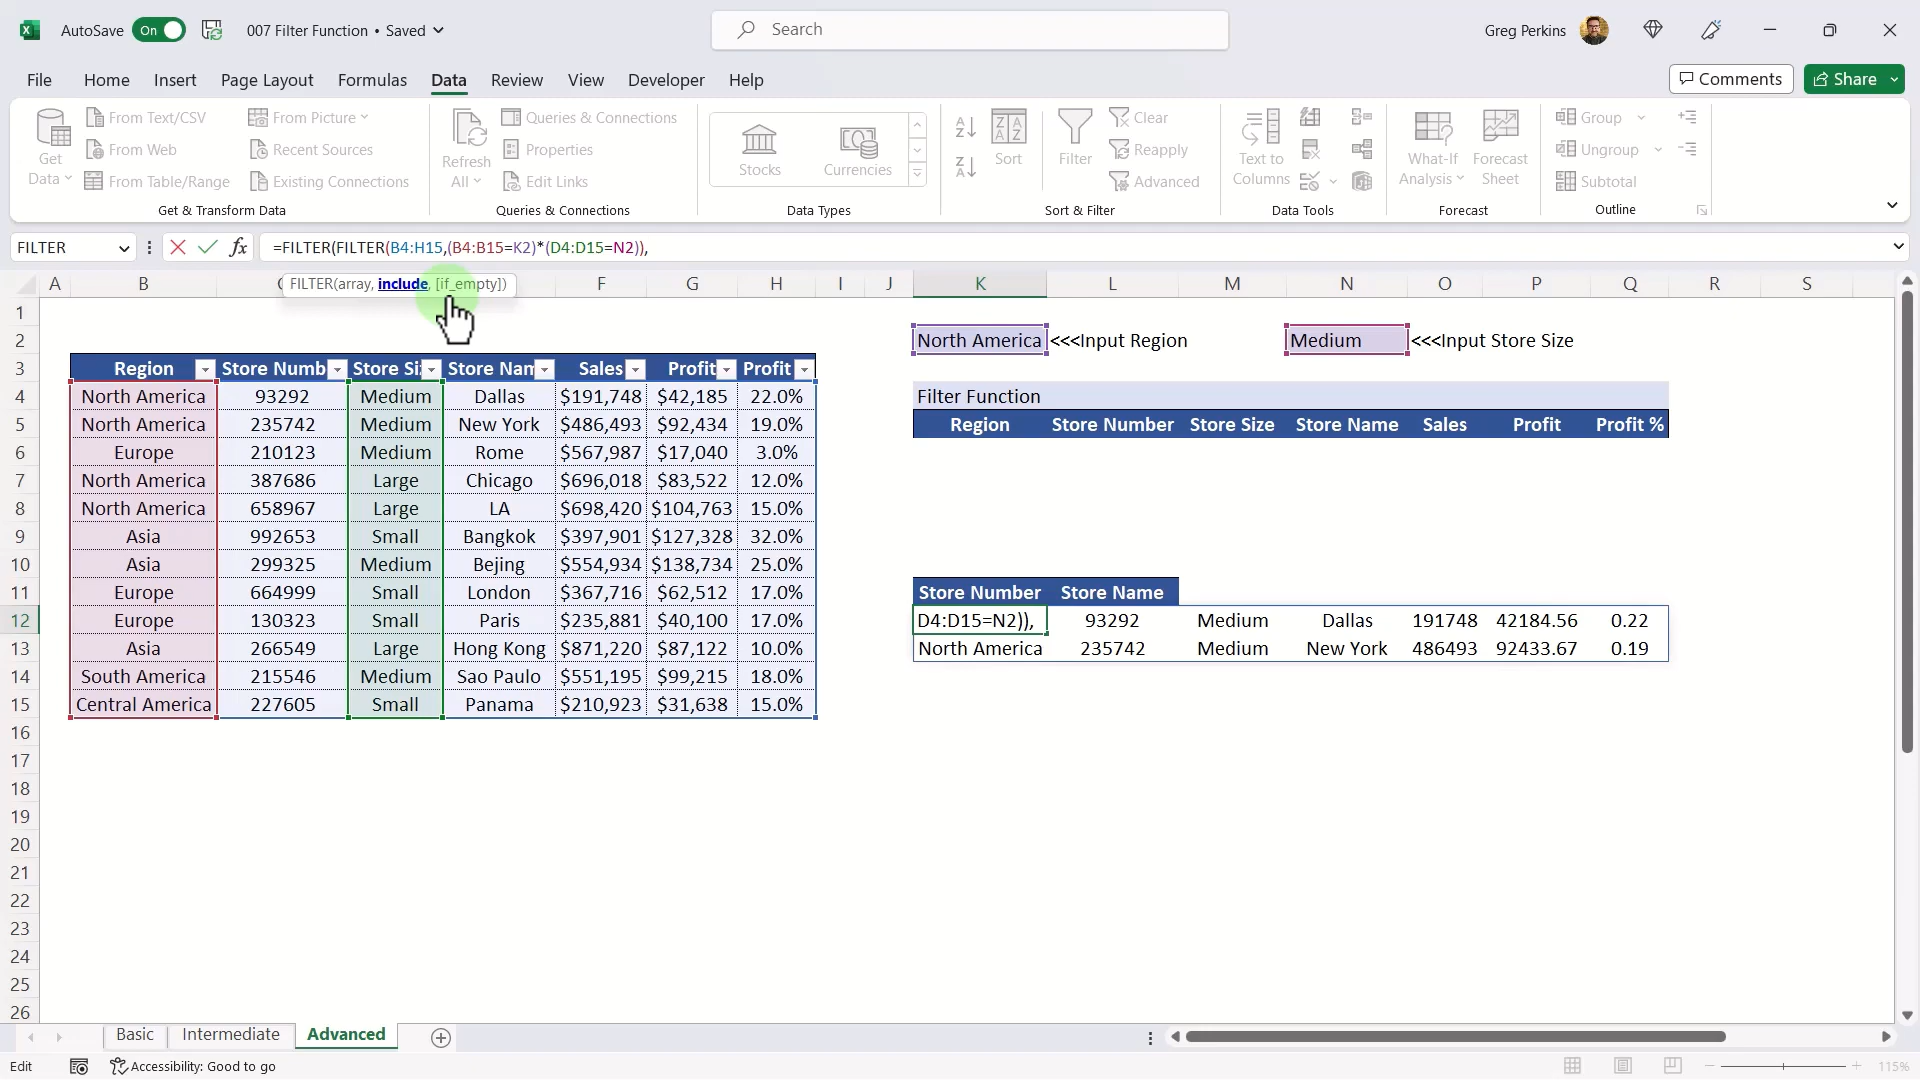 AutoSave On 007 Filter Function • Saved Search Greg Perkins
File Home Insert Page Layout Formulas Data Review View Developer Help Comments Share
Get Data From Text/CSV From Web From Table/Range From Picture Recent Sources Existing Connections
Get & Transform Data
Refresh All Queries & Connections Properties Edit Links
Queries & Connections
Stocks Currencies
Data Types
Sort Filter Clear Reapply Advanced
Sort & Filter
Text to Columns
Data Tools
What-If Analysis Forecast Sheet
Forecast
Group Ungroup Subtotal
Outline
FILTER fx =FILTER(FILTER(B4:H15,(B4:B15=K2)*(D4:D15=N2)),
FILTER(array, include, [if_empty])
A B C F G H I J K L M N O P Q R S
1
2 North America <<<Input Region Medium <<<Input Store Size
3 Region Store Numb Store Si Store Nam Sales Profit Profit
4 North America 93292 Medium Dallas $191,748 $42,185 22.0% Filter Function
5 North America 235742 Medium New York $486,493 $92,434 19.0% Region Store Number Store Size Store Name Sales Profit Profit %
6 Europe 210123 Medium Rome $567,987 $17,040 3.0%
7 North America 387686 Large Chicago $696,018 $83,522 12.0%
8 North America 658967 Large LA $698,420 $104,763 15.0%
9 Asia 992653 Small Bangkok $397,901 $127,328 32.0%
10 Asia 299325 Medium Bejing $554,934 $138,734 25.0%
11 Europe 664999 Small London $367,716 $62,512 17.0% Store Number Store Name
12 Europe 130323 Small Paris $235,881 $40,100 17.0% D4:D15=N2)), 93292 Medium Dallas 191748 42184.56 0.22
13 Asia 266549 Large Hong Kong $871,220 $87,122 10.0% North America 235742 Medium New York 486493 92433.67 0.19
14 South America 215546 Medium Sao Paulo $551,195 $99,215 18.0%
15 Central America 227605 Small Panama $210,923 $31,638 15.0%
16
17
18
19
20
21
22
23
24
25
26
Basic Intermediate Advanced
Edit Accessibility: Good to go 115%